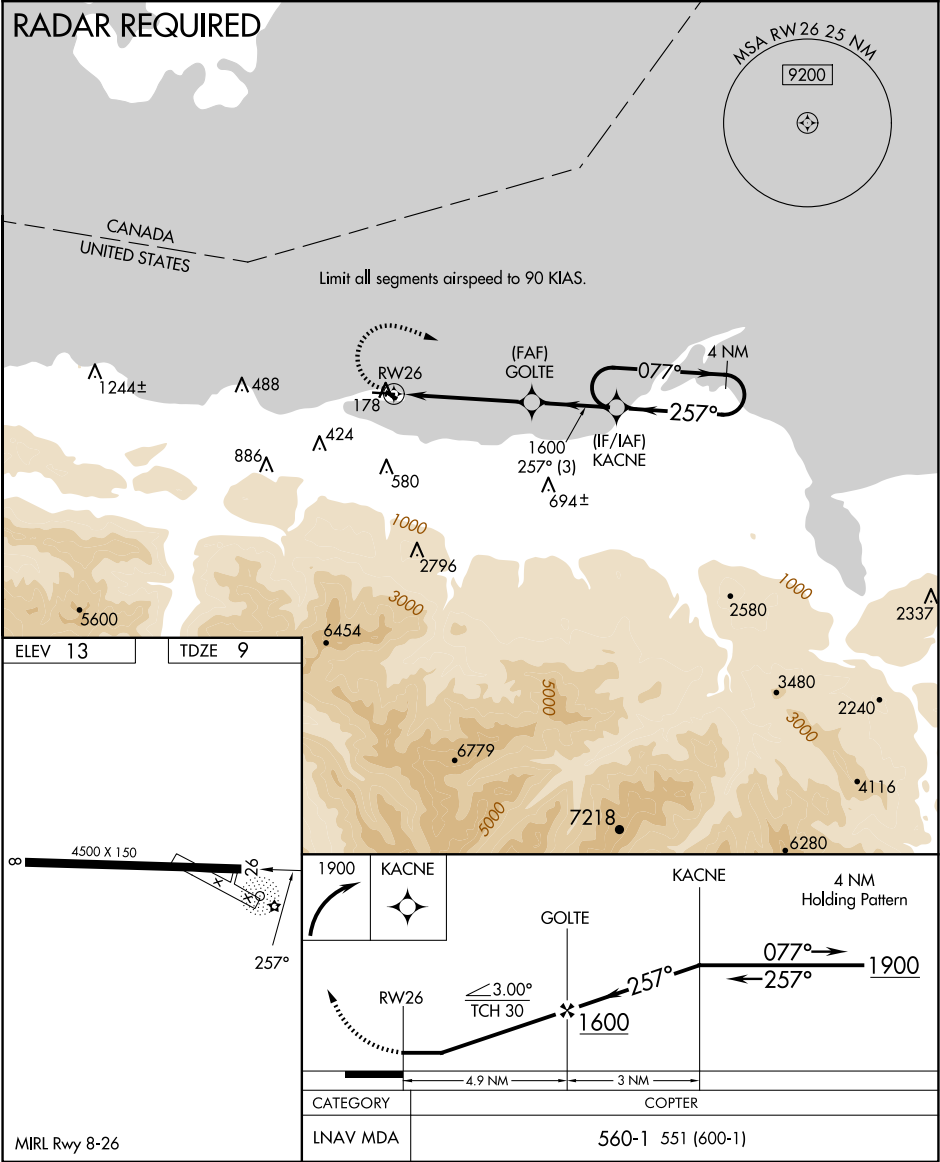 RADAR REQUIRED
MSA RW26 25 NM
9200
CANADA
UNITED STATES
Limit all segments airspeed to 90 KIAS.
(FAF)
GOLTE
4 NM
077°
257°
RW26
178
1244±
488
(IF/IAF)
KACNE
1600
257° (3)
424
886
580
694±
1000
2796
3000
1000
2580
2337
5600
6454
5000
3480
2240
3000
6779
4116
5000
7218
6280
ELEV 13
TDZE 9
8
4500 X 150
26
X
X
257°
MIRL Rwy 8-26
1900
KACNE
KACNE
4 NM
Holding Pattern
GOLTE
077°
257°
1900
257°
RW26
3.00°
TCH 30
1600
4.9 NM
3 NM
CATEGORY
COPTER
LNAV MDA
560-1 551 (600-1)